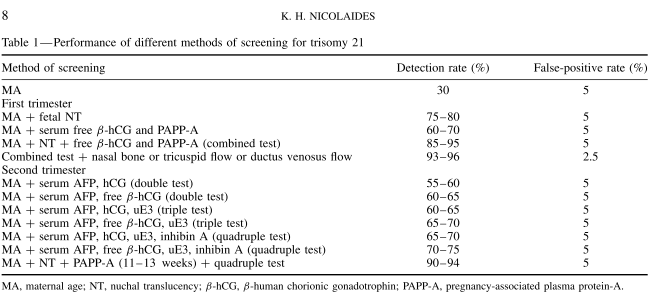 8 K. H. NICOLAIDES
Table 1—Performance of different methods of screening for trisomy 21
Method of screening Detection rate (%) False-positive rate (%)
MA 30 5
First trimester
MA + fetal NT 75–80 5
MA + serum free β-hCG and PAPP-A 60–70 5
MA + NT + free β-hCG and PAPP-A (combined test) 85–95 5
Combined test + nasal bone or tricuspid flow or ductus venosus flow 93–96 2.5
Second trimester
MA + serum AFP, hCG (double test) 55–60 5
MA + serum AFP, free β-hCG (double test) 60–65 5
MA + serum AFP, hCG, uE3 (triple test) 60–65 5
MA + serum AFP, free β-hCG, uE3 (triple test) 65–70 5
MA + serum AFP, hCG, uE3, inhibin A (quadruple test) 65–70 5
MA + serum AFP, free β-hCG, uE3, inhibin A (quadruple test) 70–75 5
MA + NT + PAPP-A (11–13 weeks) + quadruple test 90–94 5
MA, maternal age; NT, nuchal translucency; β-hCG, β-human chorionic gonadotrophin; PAPP-A, pregnancy-associated plasma protein-A.